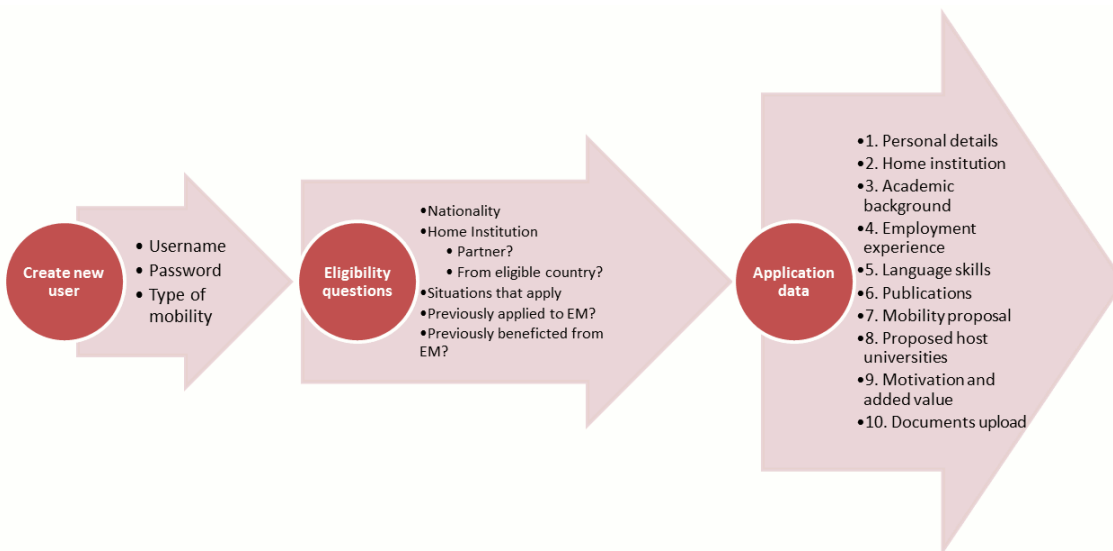 Create new
user
• Username
• Password
• Type of
mobility
Eligibility
questions
•Nationality
•Home Institution
• Partner?
• From eligible country?
•Situations that apply
•Previously applied to EM?
•Previously beneficted from
EM?
Application
data
•1. Personal details
•2. Home institution
•3. Academic
background
•4. Employment
experience
•5. Language skills
•6. Publications
•7. Mobility proposal
•8. Proposed host
universities
•9. Motivation and
added value
•10. Documents upload